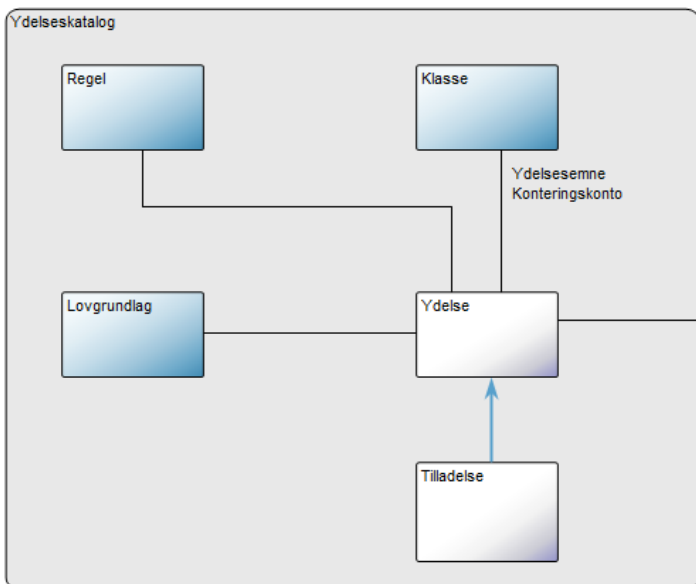 Ydelseskatalog
Regel
Klasse
Ydelsesemne
Konteringskonto
Lovgrundlag
Ydelse
Tilladelse